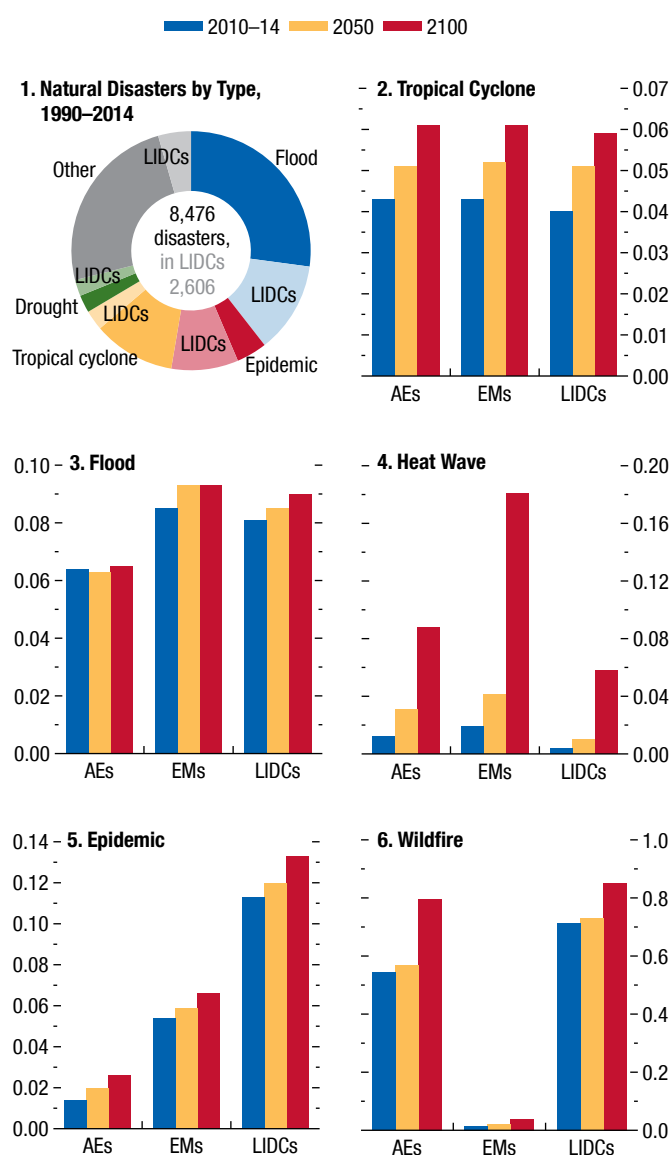 2010–14 2050 2100
1. Natural Disasters by Type,
1990–2014
Other
LIDCs
Flood
8,476
disasters,
in LIDCs
2,606
LIDCs
LIDCs
Drought
LIDCs
LIDCs
Tropical cyclone
Epidemic
2. Tropical Cyclone
0.07
0.06
0.05
0.04
0.03
0.02
0.01
0.00
AEs EMs LIDCs
3. Flood
0.10
0.08
0.06
0.04
0.02
0.00
AEs EMs LIDCs
4. Heat Wave
0.20
0.16
0.12
0.08
0.04
0.00
AEs EMs LIDCs
5. Epidemic
0.14
0.12
0.10
0.08
0.06
0.04
0.02
0.00
AEs EMs LIDCs
6. Wildfire
1.0
0.8
0.6
0.4
0.2
0.0
AEs EMs LIDCs